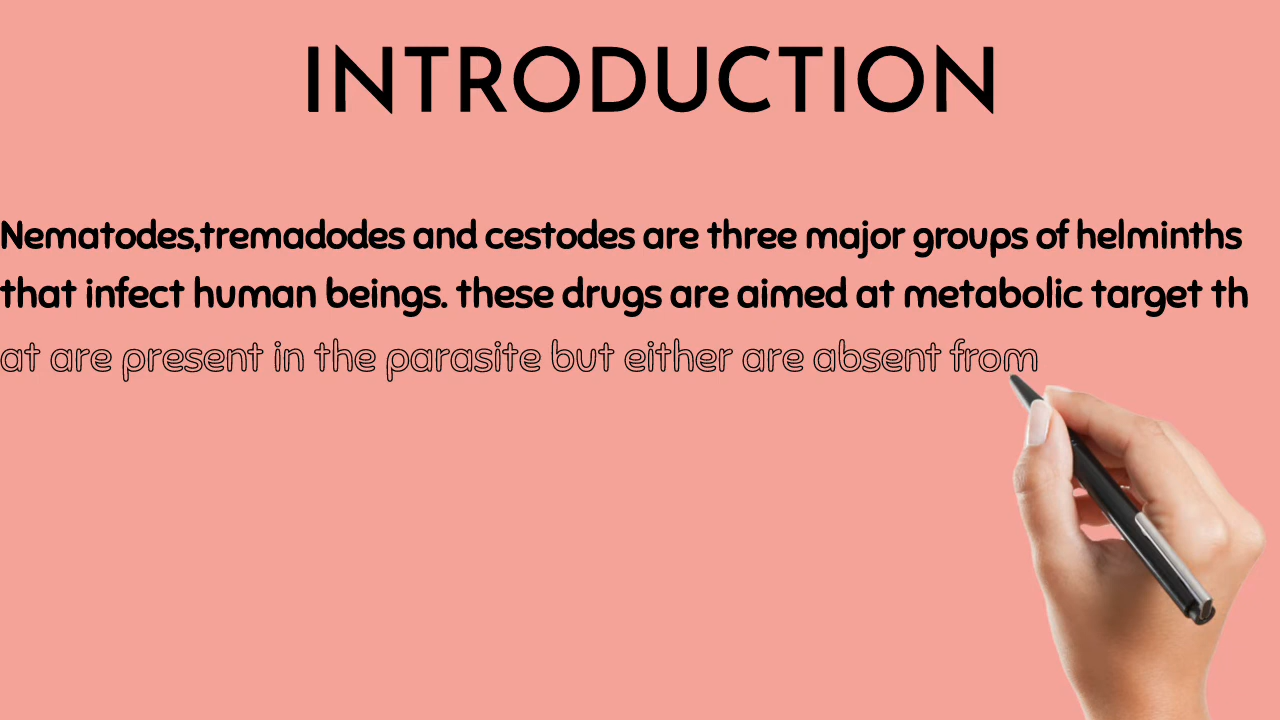 INTRODUCTION
Nematodes,tremadodes and cestodes are three major groups of helminths
that infect human beings. these drugs are aimed at metabolic target th
at are present in the parasite but either are absent from